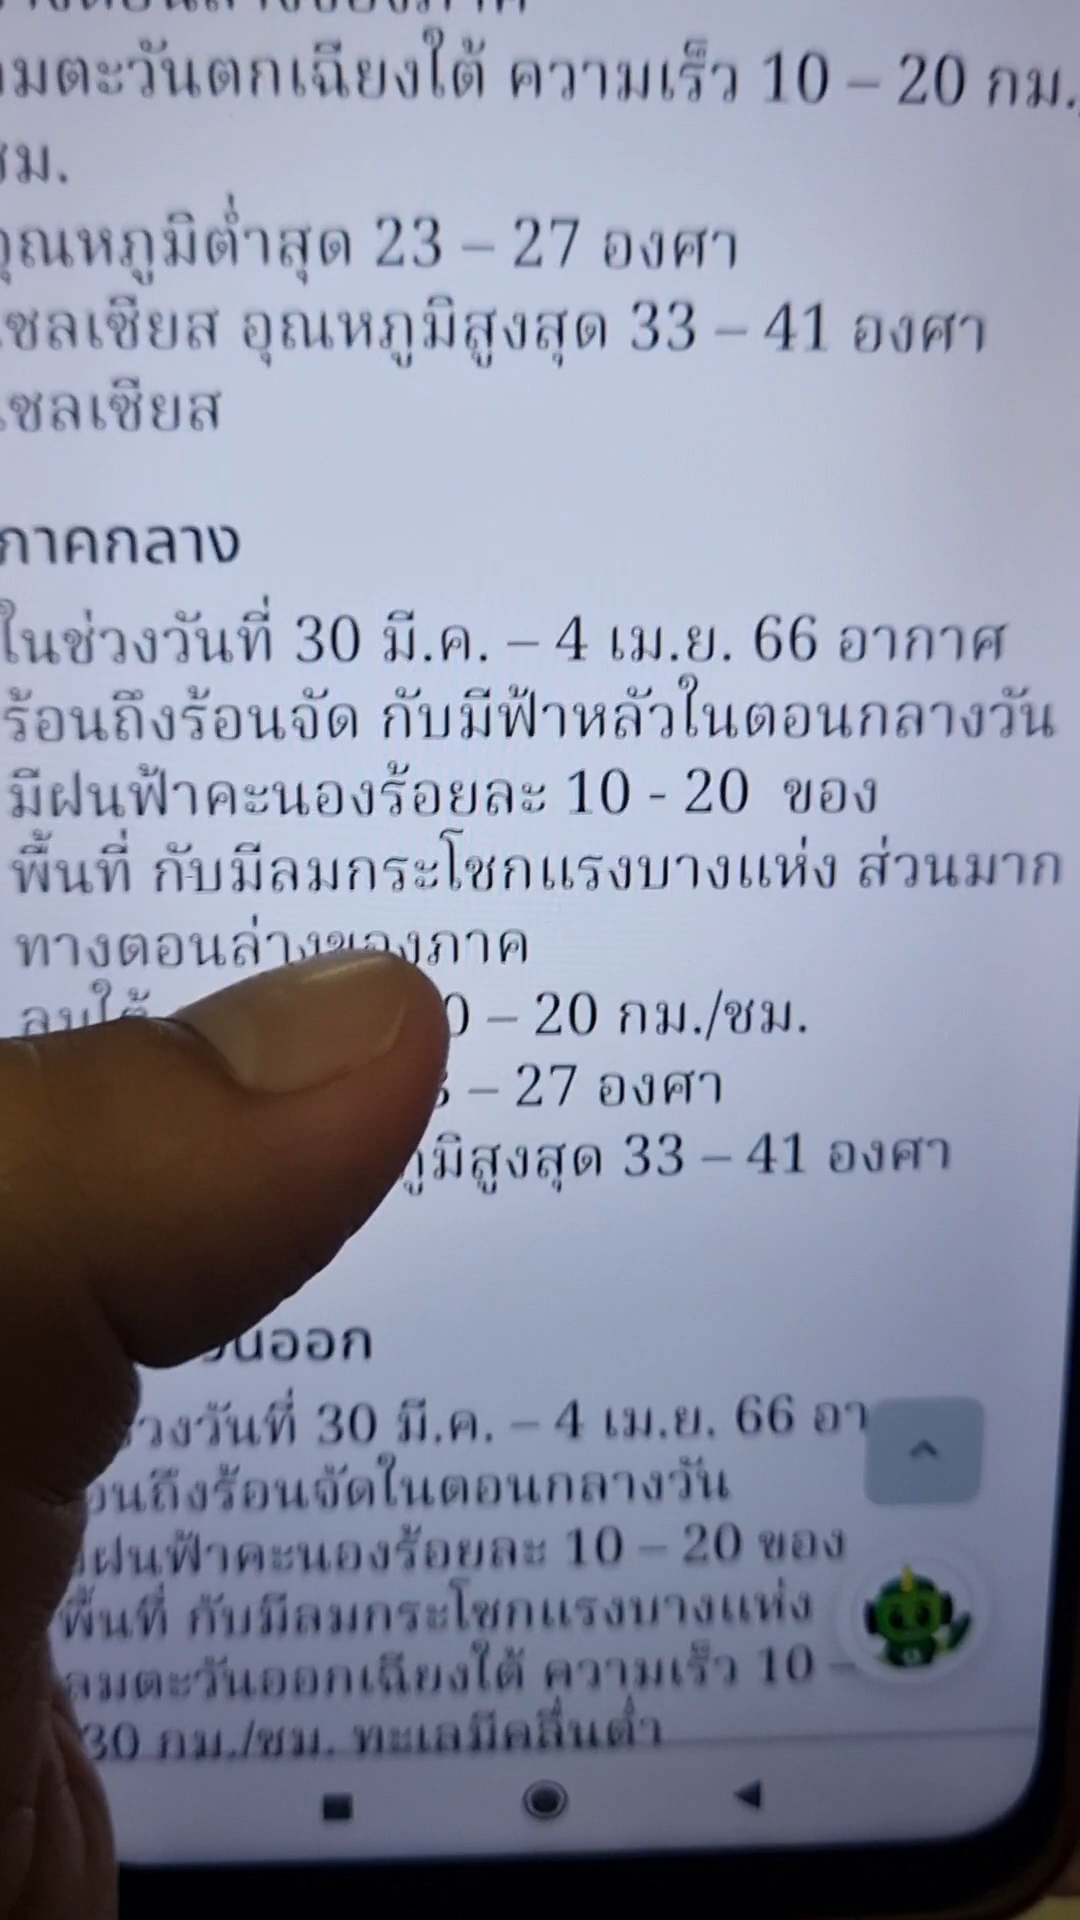 ตะวันตกเฉียงใต้ ความเร็ว 10 – 20 กม.
ชม.
อุณหภูมิต่ำสุด 23 – 27 องศา
เซลเซียส อุณหภูมิสูงสุด 33 – 41 องศา
เซลเซียส
ภาคกลาง
ในช่วงวันที่ 30 มี.ค. – 4 เม.ย. 66 อากาศ
ร้อนถึงร้อนจัด กับมีฟ้าหลัวในตอนกลางวัน
มีฝนฟ้าคะนองร้อยละ 10 - 20 ของ
พื้นที่ กับมีลมกระโชกแรงบางแห่ง ส่วนมาก
ทางตอนล่างของภาค
ลมใต้ – 20 กม./ชม.
– 27 องศา
ภูมิสูงสุด 33 – 41 องศา
วันออก
วงวันที่ 30 มี.ค. – 4 เม.ย. 66 อา
อนถึงร้อนจัดในตอนกลางวัน
ฝนฟ้าคะนองร้อยละ 10 – 20 ของ
พื้นที่ กับมีลมกระโชกแรงบางแห่ง
ลมตะวันออกเฉียงใต้ ความเร็ว 10 –
30 กม./ชม. ทะเลมีคลื่นต่ำ